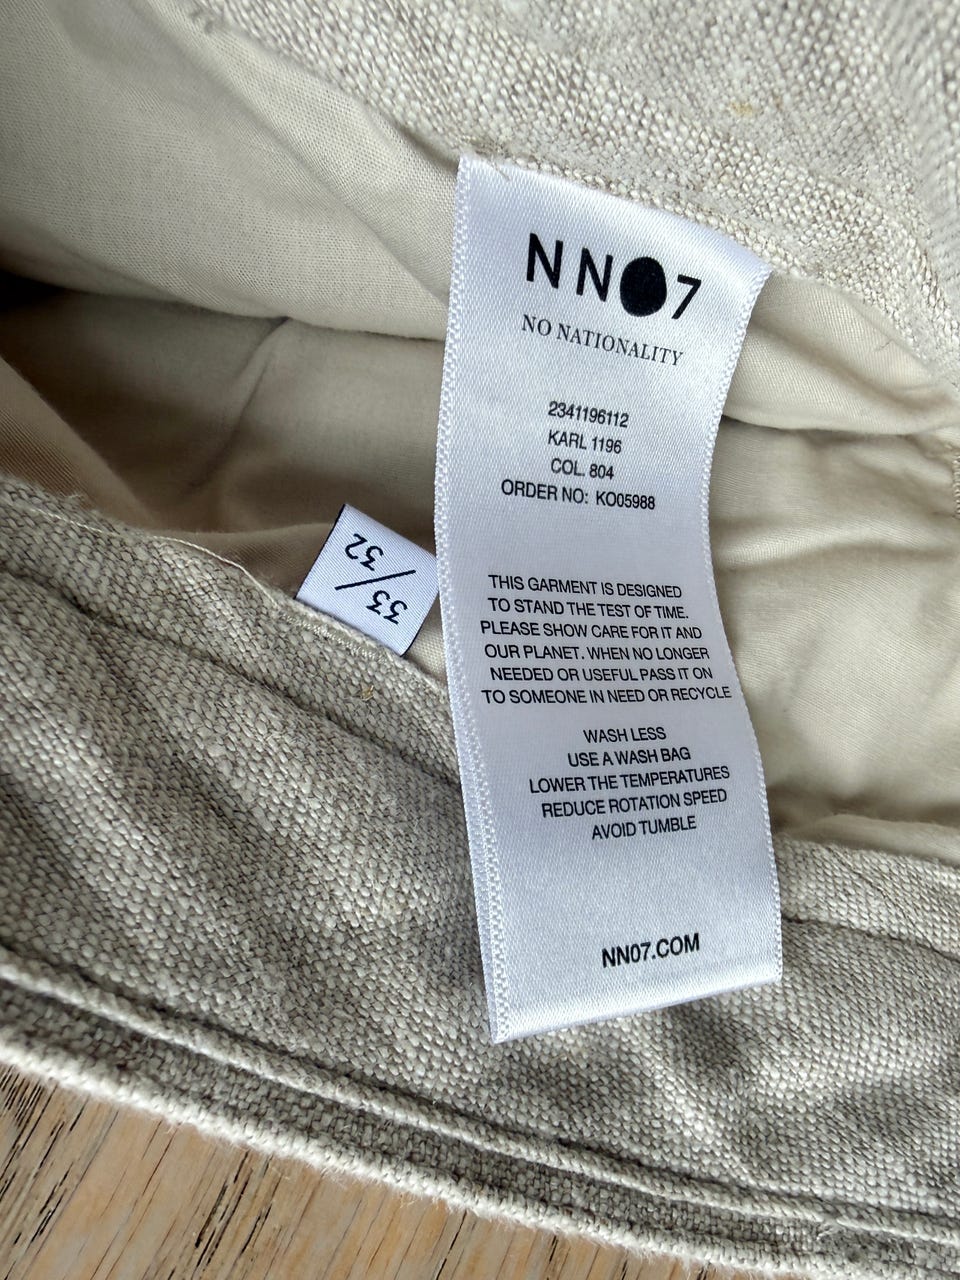 NN07
NO NATIONALITY
2341196112
KARL 1196
COL. 804
ORDER NO: KO05988
THIS GARMENT IS DESIGNED
TO STAND THE TEST OF TIME.
PLEASE SHOW CARE FOR IT AND
OUR PLANET. WHEN NO LONGER
NEEDED OR USEFUL PASS IT ON
TO SOMEONE IN NEED OR RECYCLE
WASH LESS
USE A WASH BAG
LOWER THE TEMPERATURES
REDUCE ROTATION SPEED
AVOID TUMBLE
NN07.COM
33/32